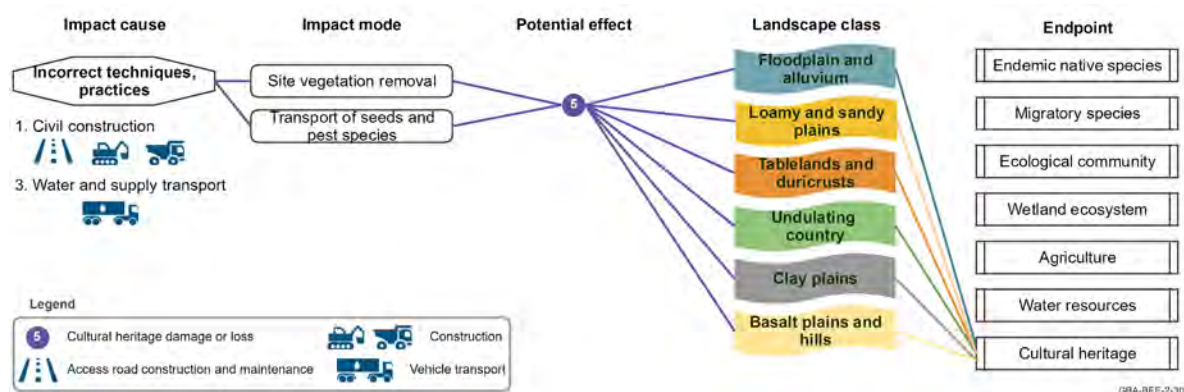 Impact cause
Impact mode
Potential effect
Landscape class
Endpoint
Incorrect techniques,
practices
Site vegetation removal
Transport of seeds and
pest species
1. Civil construction
3. Water and supply transport
5
Floodplain and
alluvium
Loamy and sandy
plains
Tablelands and
duricrusts
Undulating
country
Clay plains
Basalt plains and
hills
Endemic native species
Migratory species
Ecological community
Wetland ecosystem
Agriculture
Water resources
Cultural heritage
Legend
5 Cultural heritage damage or loss
Construction
Access road construction and maintenance
Vehicle transport
GBA-BEE-2-30